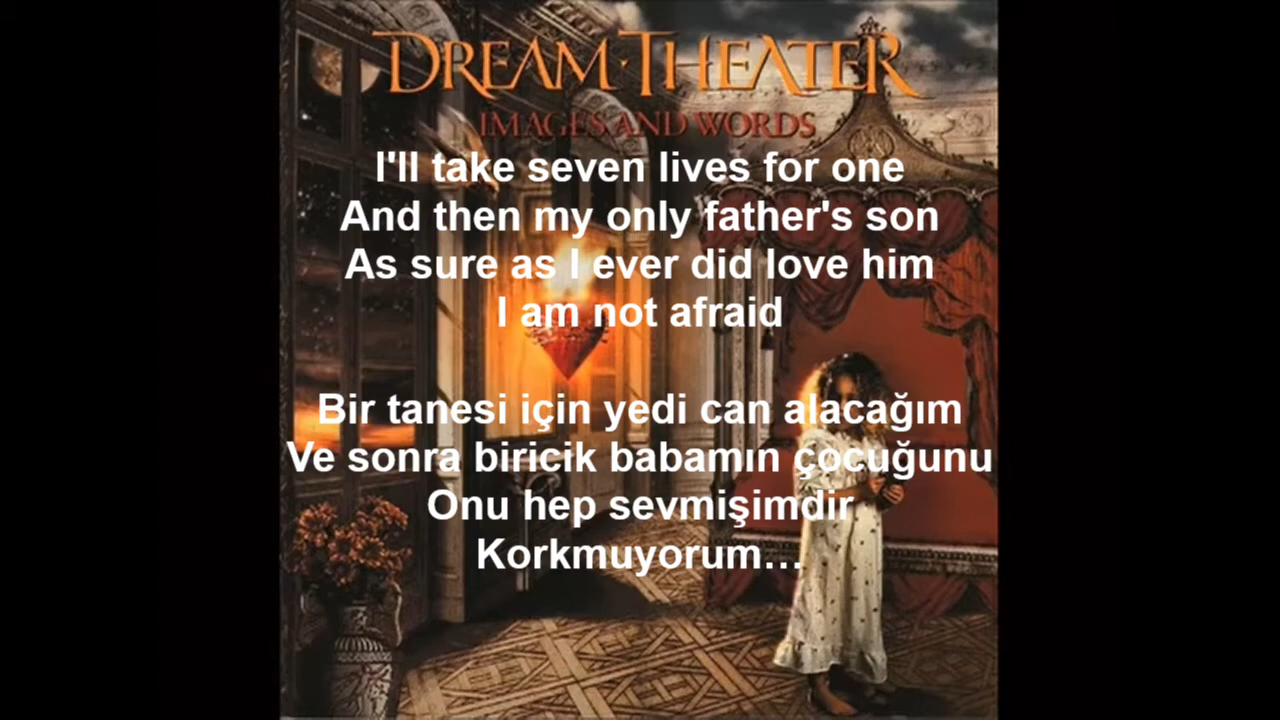 DREAM·THEATER
IMAGES AND WORDS
I'll take seven lives for one
And then my only father's son
As sure as I ever did love him
I am not afraid
Bir tanesi için yedi can alacağım
Ve sonra biricik babamın çocuğunu
Onu hep sevmişimdir
Korkmuyorum…